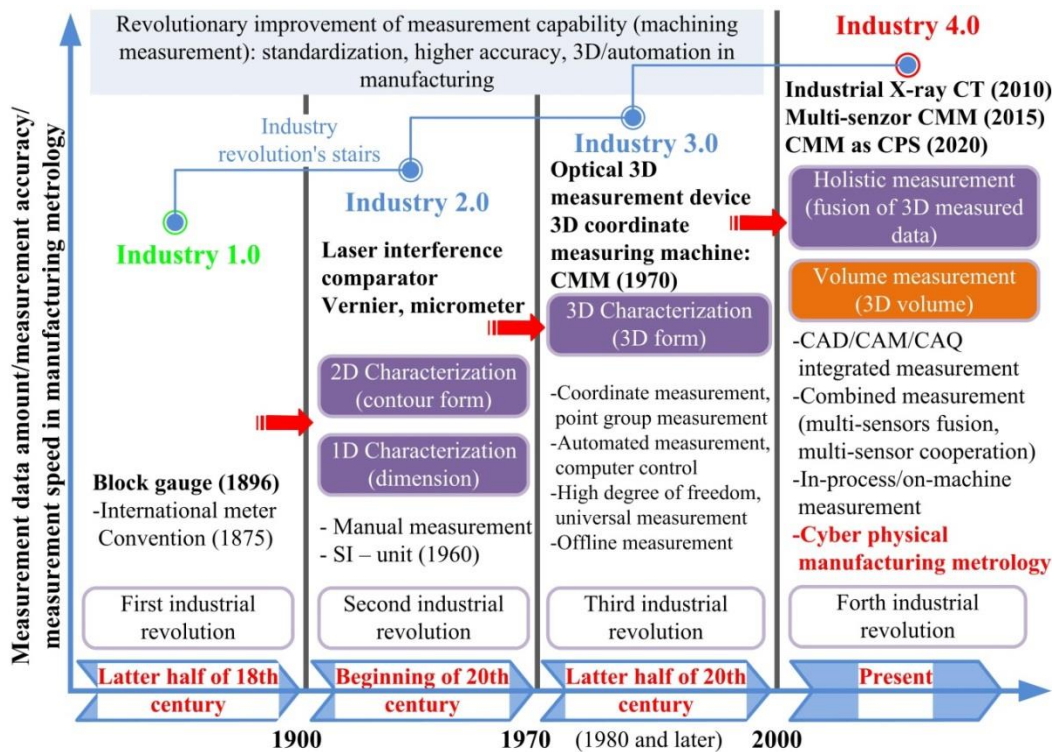 Measurement data amount/measurement accuracy/
measurement speed in manufacturing metrology
Revolutionary improvement of measurement capability (machining
measurement): standardization, higher accuracy, 3D/automation in
manufacturing
Industry
revolution's stairs
Industry 1.0
Block gauge (1896)
-International meter
Convention (1875)
First industrial
revolution
Latter half of 18th
century
1900
Industry 2.0
Laser interference
comparator
Vernier, micrometer
2D Characterization
(contour form)
1D Characterization
(dimension)
- Manual measurement
- SI – unit (1960)
Second industrial
revolution
Beginning of 20th
century
1970
Industry 3.0
Optical 3D
measurement device
3D coordinate
measuring machine:
CMM (1970)
3D Characterization
(3D form)
-Coordinate measurement,
point group measurement
-Automated measurement,
computer control
-High degree of freedom,
universal measurement
-Offline measurement
Third industrial
revolution
Latter half of 20th
century
(1980 and later)
2000
Industry 4.0
Industrial X-ray CT (2010)
Multi-senzor CMM (2015)
CMM as CPS (2020)
Holistic measurement
(fusion of 3D measured
data)
Volume measurement
(3D volume)
-CAD/CAM/CAQ
integrated measurement
-Combined measurement
(multi-sensors fusion,
multi-sensor cooperation)
-In-process/on-machine
measurement
-Cyber physical
manufacturing metrology
Forth industrial
revolution
Present